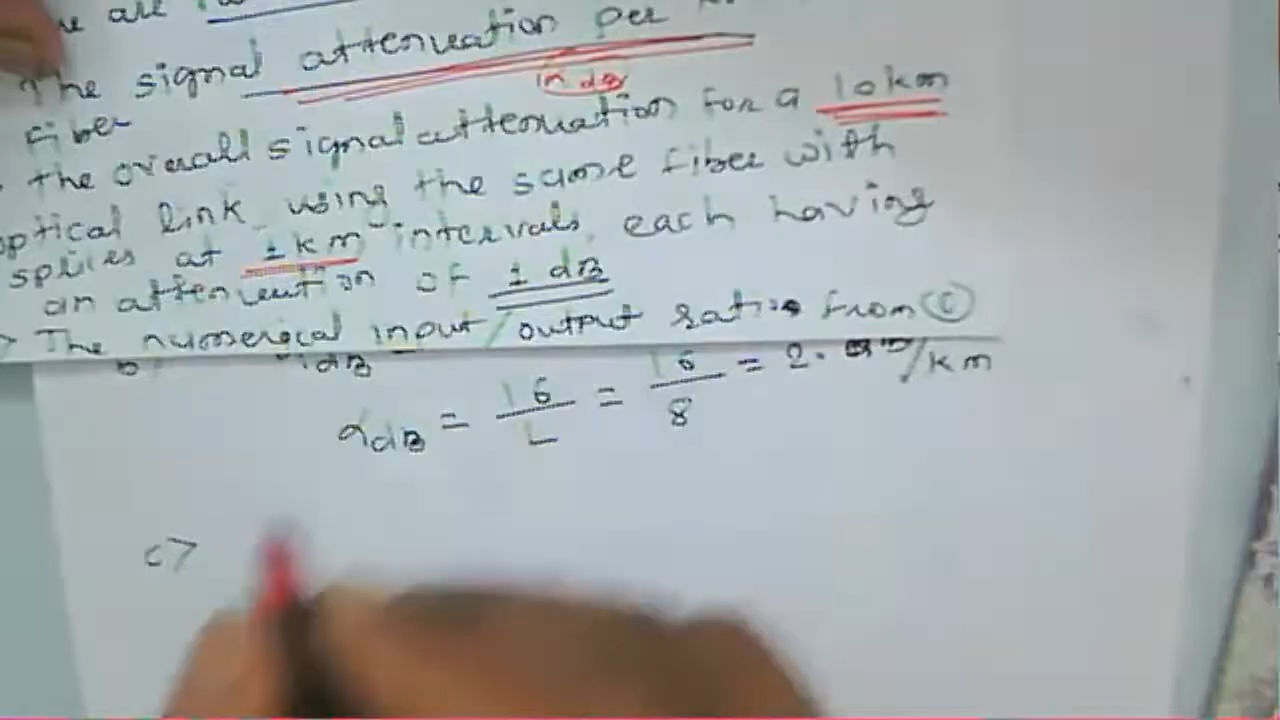 The signal attenuation per
in dB
Fiber
the overall signal attenuation for a 10km
optical link using the same fiber with
splices at 1km intervals, each having
an attenuation of 1 dB
The numerical input/output ratio from (c)
αdB = 16/L = 16/8 = 2. /km
c>